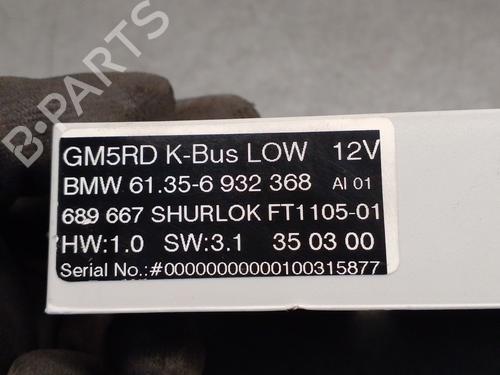 GM5RD K-Bus LOW 12V
BMW 61.35-6 932 368 AI 01
689 667 SHURLOK FT1105-01
HW:1.0 SW:3.1 35 03 00
Serial No.:#00000000000100315877
B-PARTS